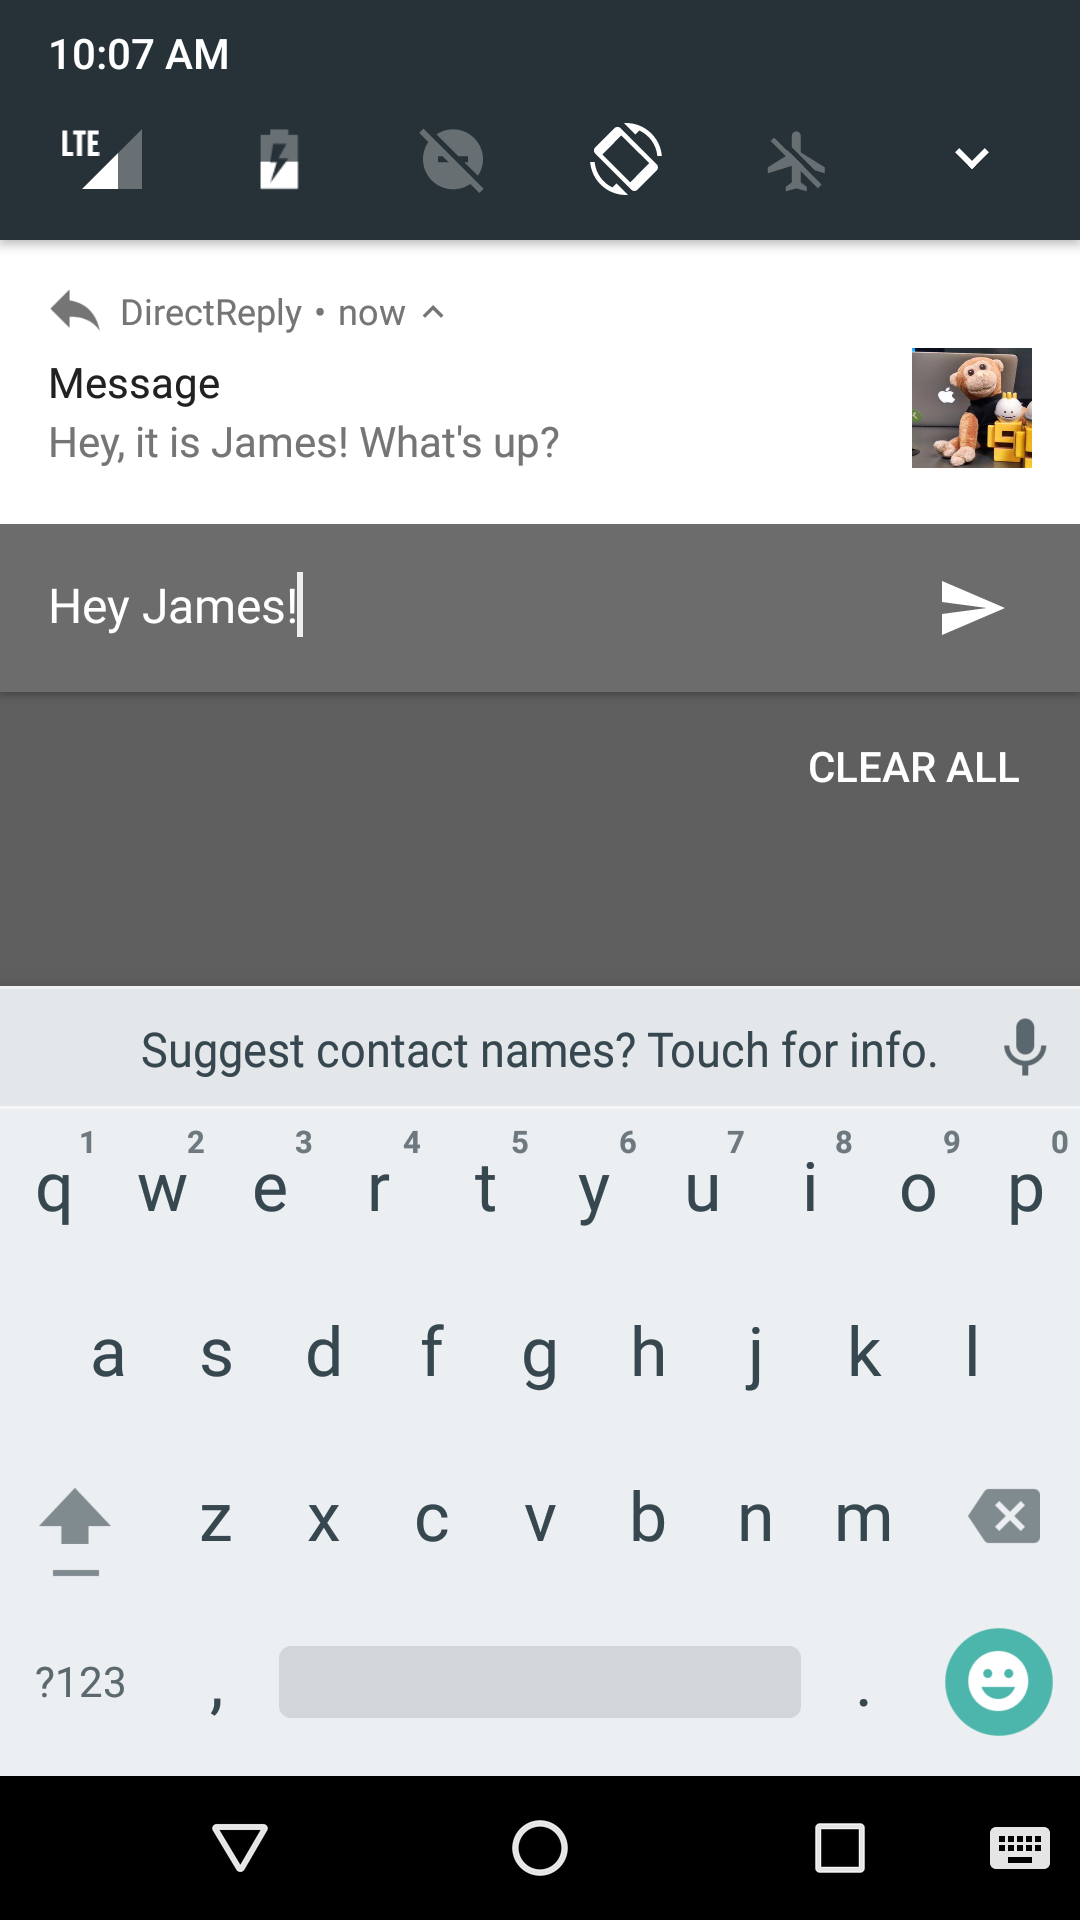 10:07 AM
LTE
DirectReply • now
Message
Hey, it is James! What's up?
Hey James!
CLEAR ALL
Suggest contact names? Touch for info.
1 2 3 4 5 6 7 8 9 0
q w e r t y u i o p
a s d f g h j k l
z x c v b n m
?123 , .